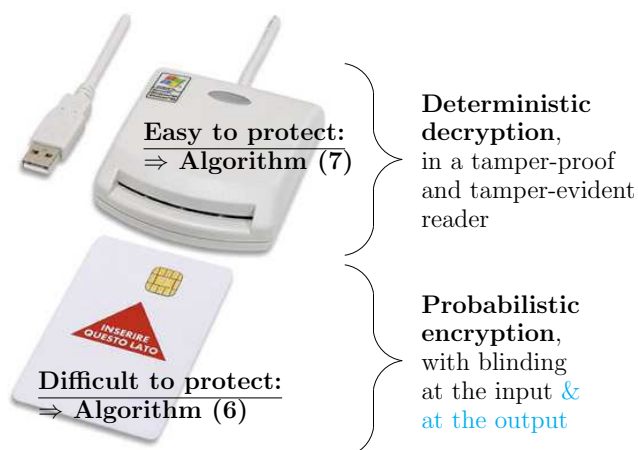 Easy to protect:
⇒ Algorithm (7)
Deterministic
decryption,
in a tamper-proof
and tamper-evident
reader
INSERIRE
QUESTO LATO
Difficult to protect:
⇒ Algorithm (6)
Probabilistic
encryption,
with blinding
at the input &
at the output